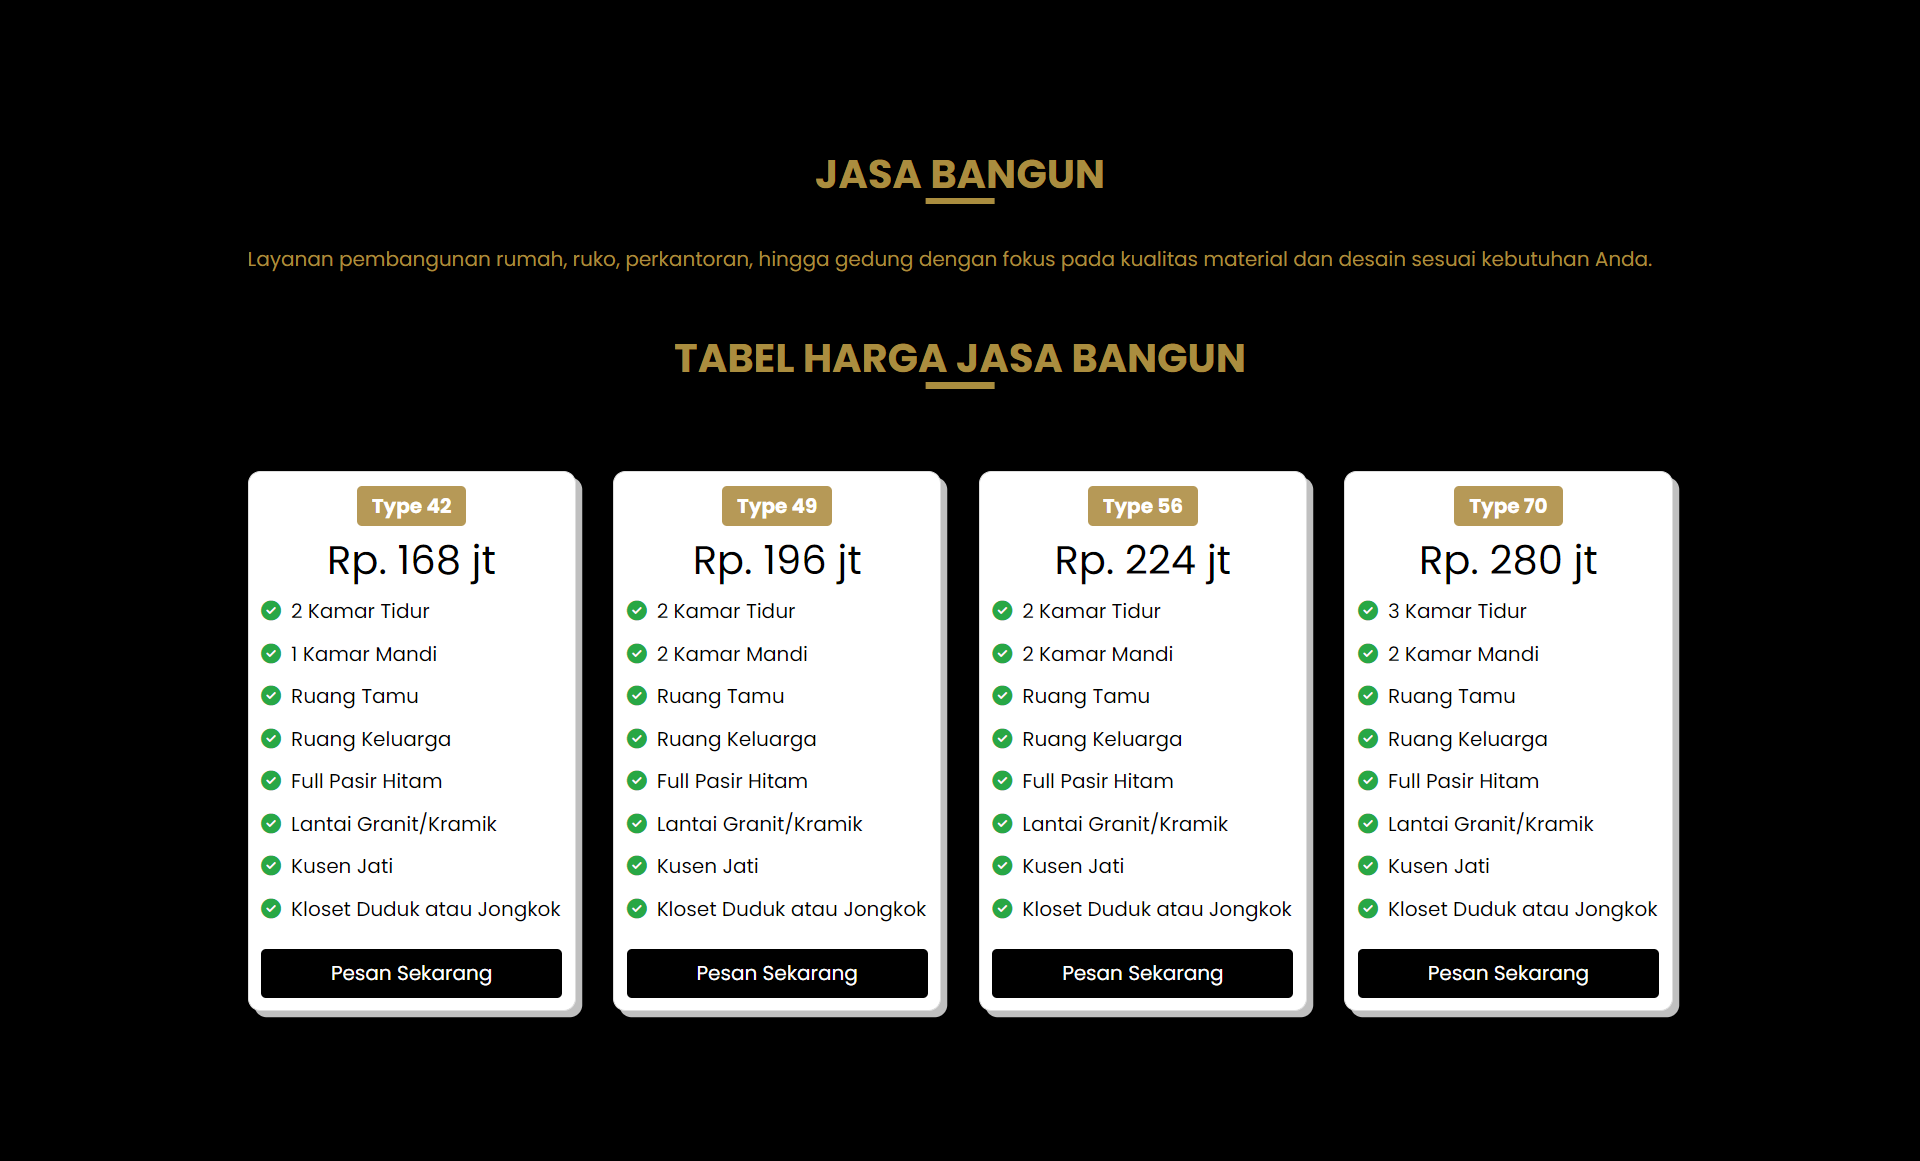 JASA BANGUN
Layanan pembangunan rumah, ruko, perkantoran, hingga gedung dengan fokus pada kualitas material dan desain sesuai kebutuhan Anda.
TABEL HARGA JASA BANGUN
Type 42
Rp. 168 jt
2 Kamar Tidur
1 Kamar Mandi
Ruang Tamu
Ruang Keluarga
Full Pasir Hitam
Lantai Granit/Kramik
Kusen Jati
Kloset Duduk atau Jongkok
Pesan Sekarang
Type 49
Rp. 196 jt
2 Kamar Tidur
2 Kamar Mandi
Ruang Tamu
Ruang Keluarga
Full Pasir Hitam
Lantai Granit/Kramik
Kusen Jati
Kloset Duduk atau Jongkok
Pesan Sekarang
Type 56
Rp. 224 jt
2 Kamar Tidur
2 Kamar Mandi
Ruang Tamu
Ruang Keluarga
Full Pasir Hitam
Lantai Granit/Kramik
Kusen Jati
Kloset Duduk atau Jongkok
Pesan Sekarang
Type 70
Rp. 280 jt
3 Kamar Tidur
2 Kamar Mandi
Ruang Tamu
Ruang Keluarga
Full Pasir Hitam
Lantai Granit/Kramik
Kusen Jati
Kloset Duduk atau Jongkok
Pesan Sekarang